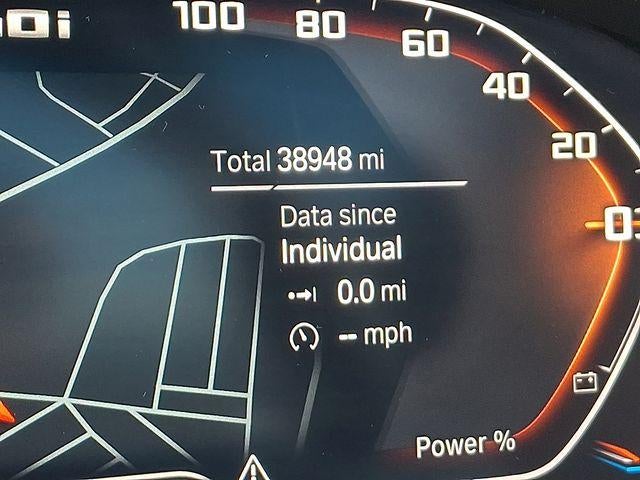 100
80
60
40
20
Total 38948 mi
Data since
Individual
0.0 mi
-- mph
Power %